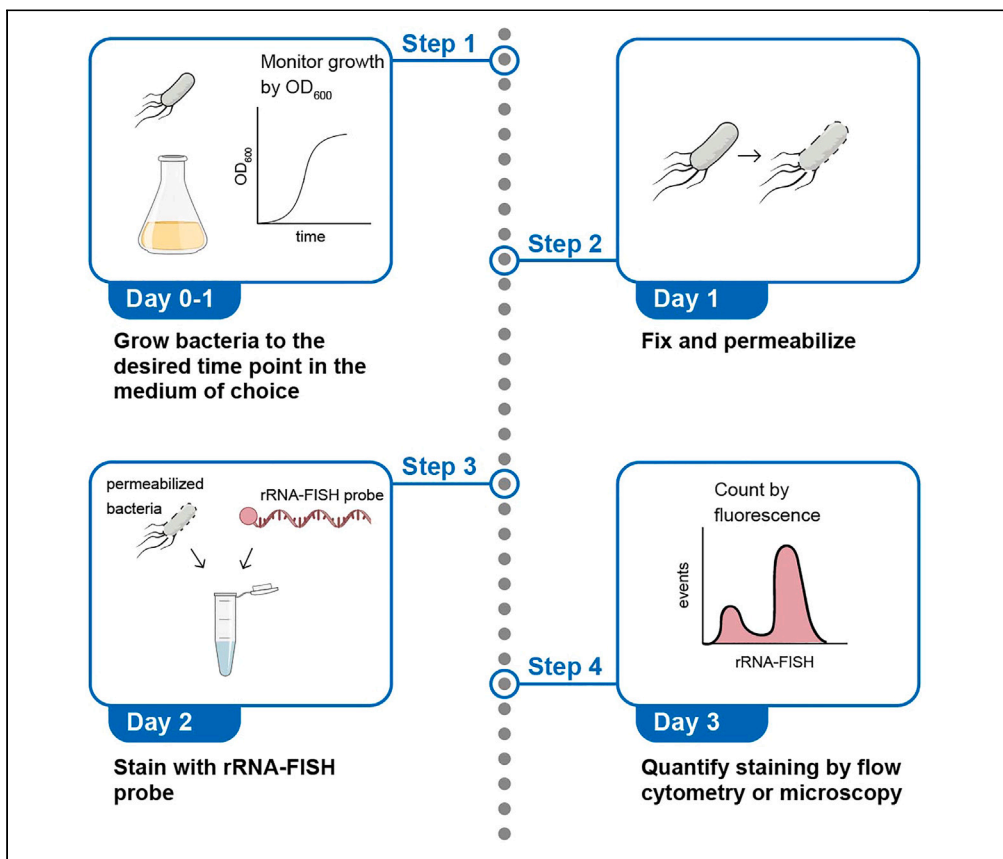 Step 1
Monitor growth
by OD600
OD600
time
Day 0-1
Grow bacteria to the
desired time point in the
medium of choice
Step 2
Day 1
Fix and permeabilize
Step 3
permeabilized
bacteria
rRNA-FISH probe
Day 2
Stain with rRNA-FISH
probe
Step 4
Count by
fluorescence
events
rRNA-FISH
Day 3
Quantify staining by flow
cytometry or microscopy